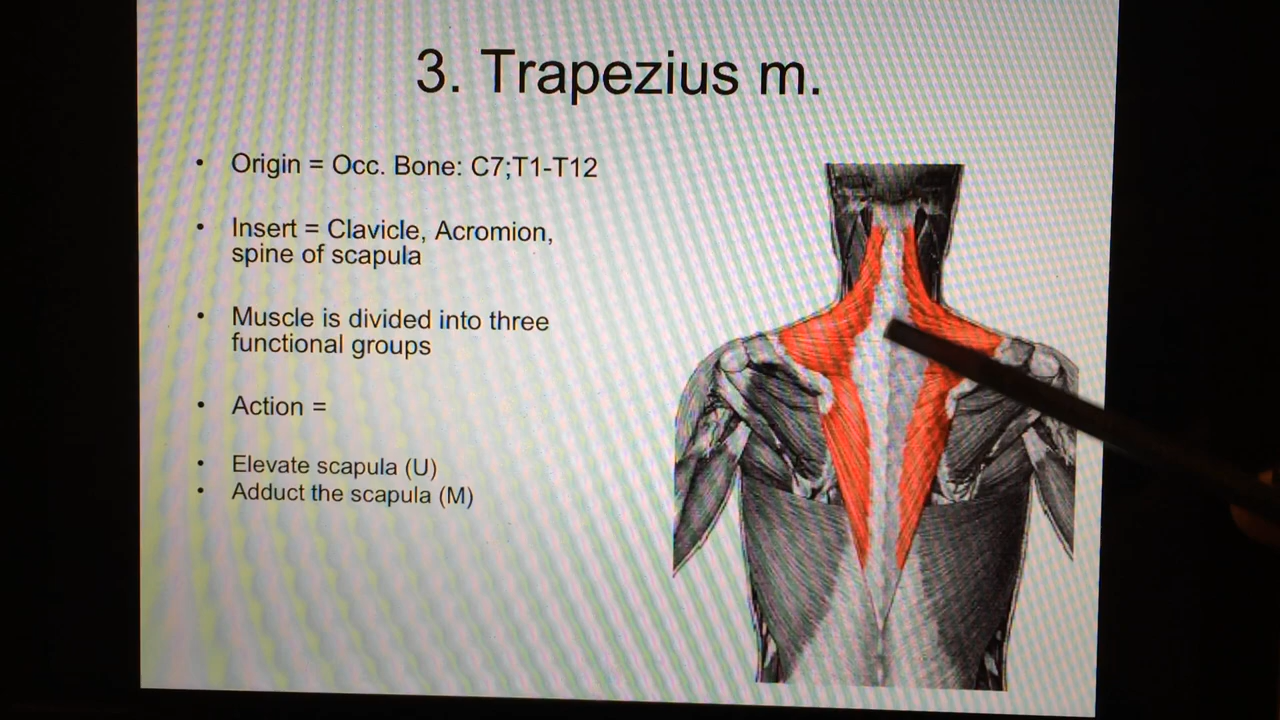 3. Trapezius m.
• Origin = Occ. Bone: C7;T1-T12
• Insert = Clavicle, Acromion,
spine of scapula
• Muscle is divided into three
functional groups
• Action =
• Elevate scapula (U)
• Adduct the scapula (M)